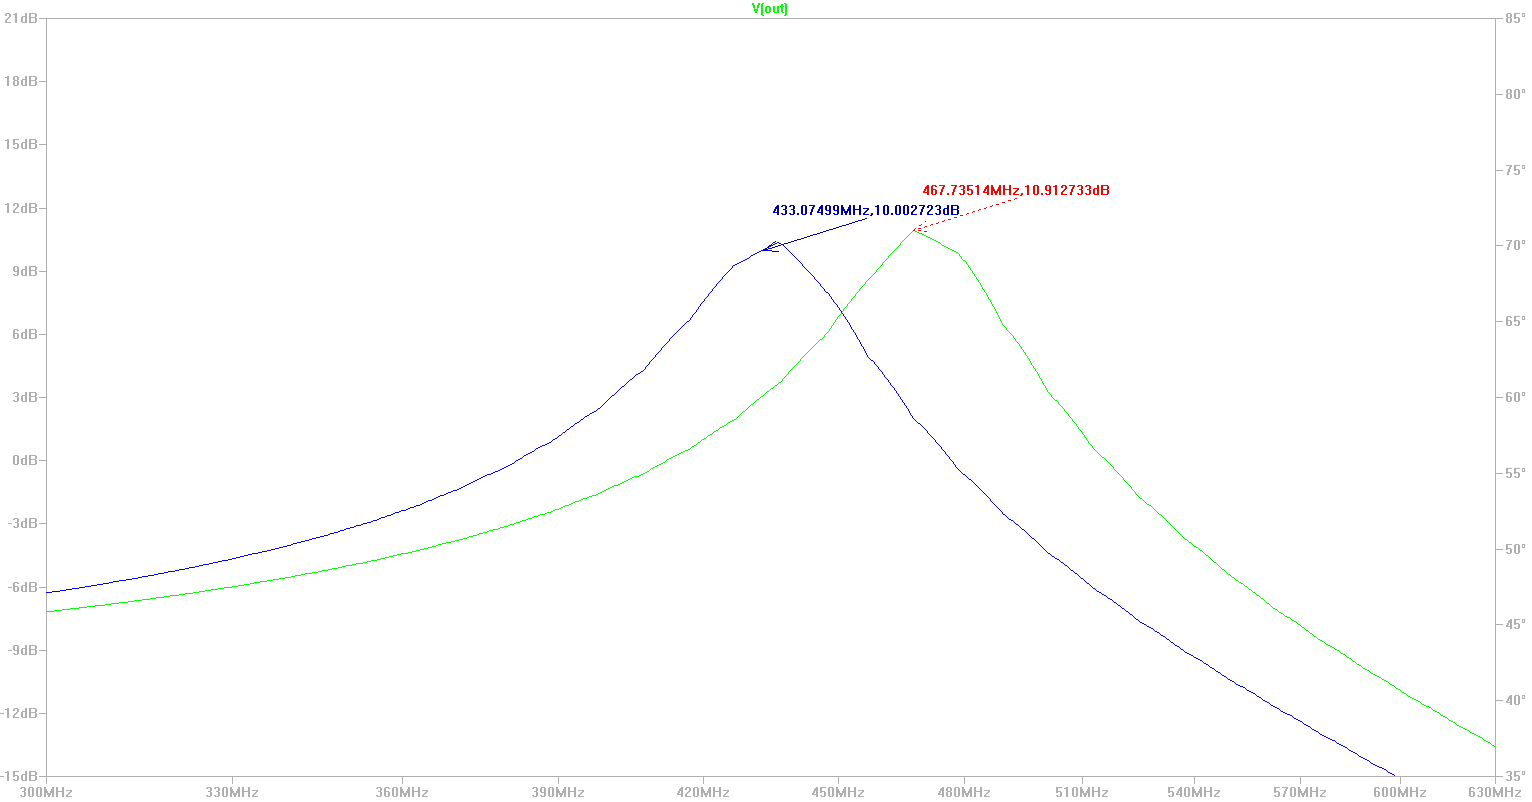 V(out)
21dB
18dB
15dB
12dB
9dB
6dB
3dB
0dB
-3dB
-6dB
-9dB
-12dB
-15dB
467.73514MHz,10.912733dB
433.07499MHz,10.002723dB
85°
80°
75°
70°
65°
60°
55°
50°
45°
40°
35°
300MHz 330MHz 360MHz 390MHz 420MHz 450MHz 480MHz 510MHz 540MHz 570MHz 600MHz 630MHz